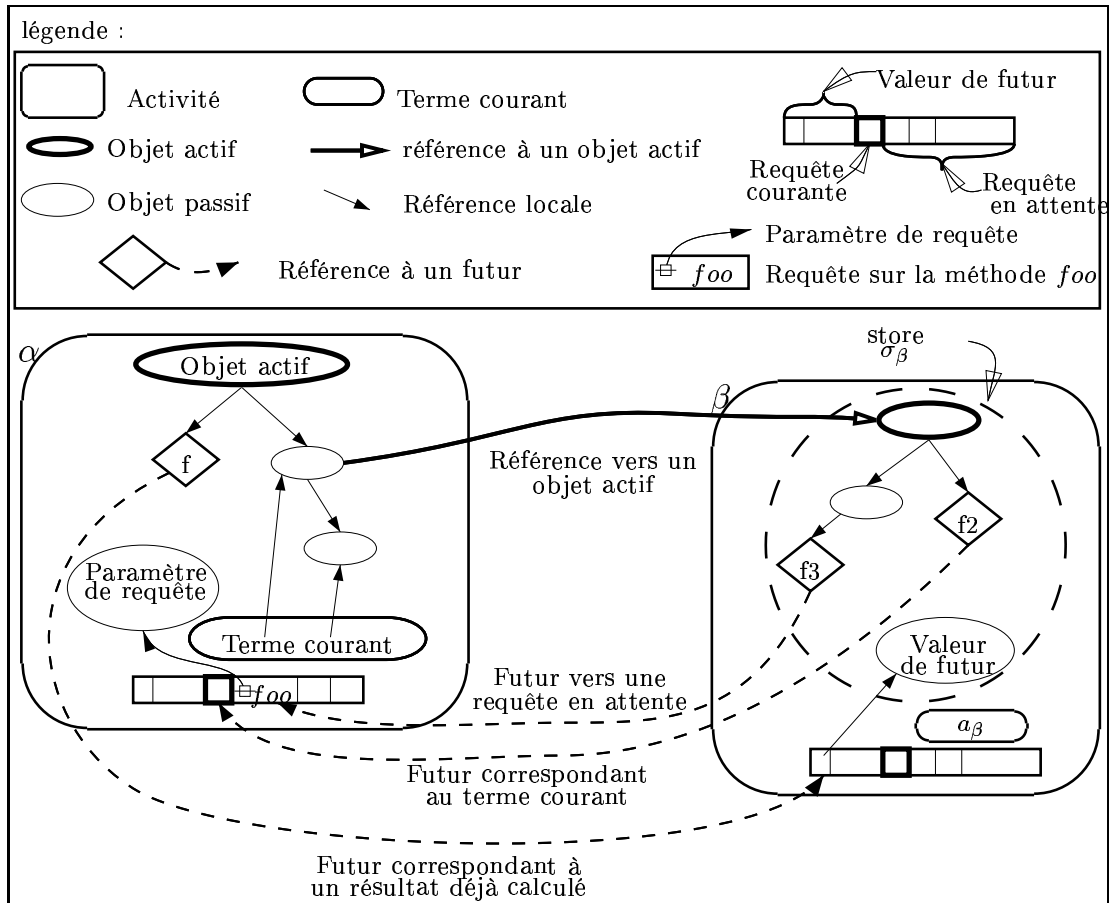 légende :
Activité
Terme courant
Valeur de futur
Objet actif
référence à un objet actif
Requête
courante
Requête
en attente
Objet passif
Référence locale
Paramètre de requête
Référence à un futur
foo
Requête sur la méthode foo
α
Objet actif
store
σβ
β
f
Référence vers un
objet actif
f2
f3
Paramètre
de requête
Terme courant
Valeur
de futur
foo
Futur vers une
requête en attente
aβ
Futur correspondant
au terme courant
Futur correspondant à
un résultat déjà calculé